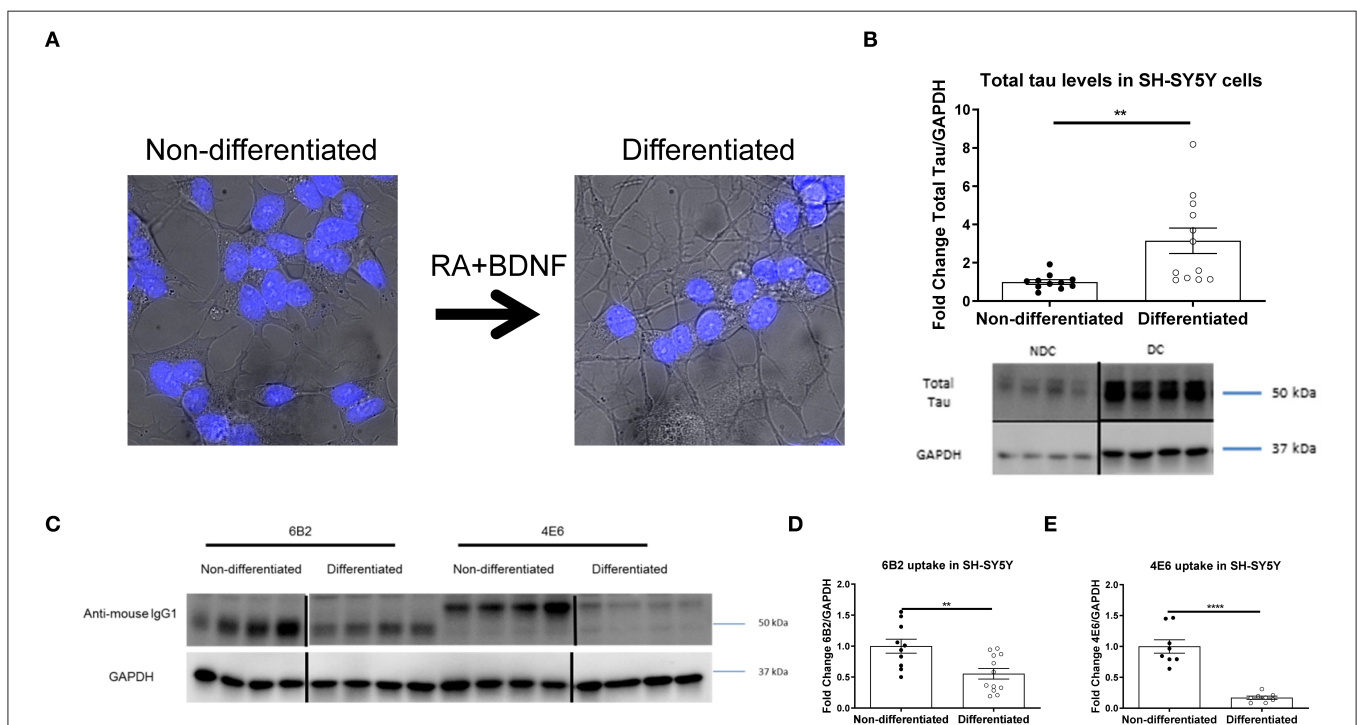 A
Non-differentiated
Differentiated
RA+BDNF
B
Total tau levels in SH-SY5Y cells
Fold Change Total Tau/GAPDH
10
8
6
4
2
0
**
Non-differentiated
Differentiated
NDC
DC
Total
Tau
50 kDa
GAPDH
37 kDa
C
6B2
4E6
Non-differentiated
Differentiated
Non-differentiated
Differentiated
Anti-mouse IgG1
50 kDa
GAPDH
37 kDa
D
6B2 uptake in SH-SY5Y
Fold Change 6B2/GAPDH
2.0
1.5
1.0
0.5
0.0
**
Non-differentiated
Differentiated
E
4E6 uptake in SH-SY5Y
Fold Change 4E6/GAPDH
2.0
1.5
1.0
0.5
0.0
****
Non-differentiated
Differentiated